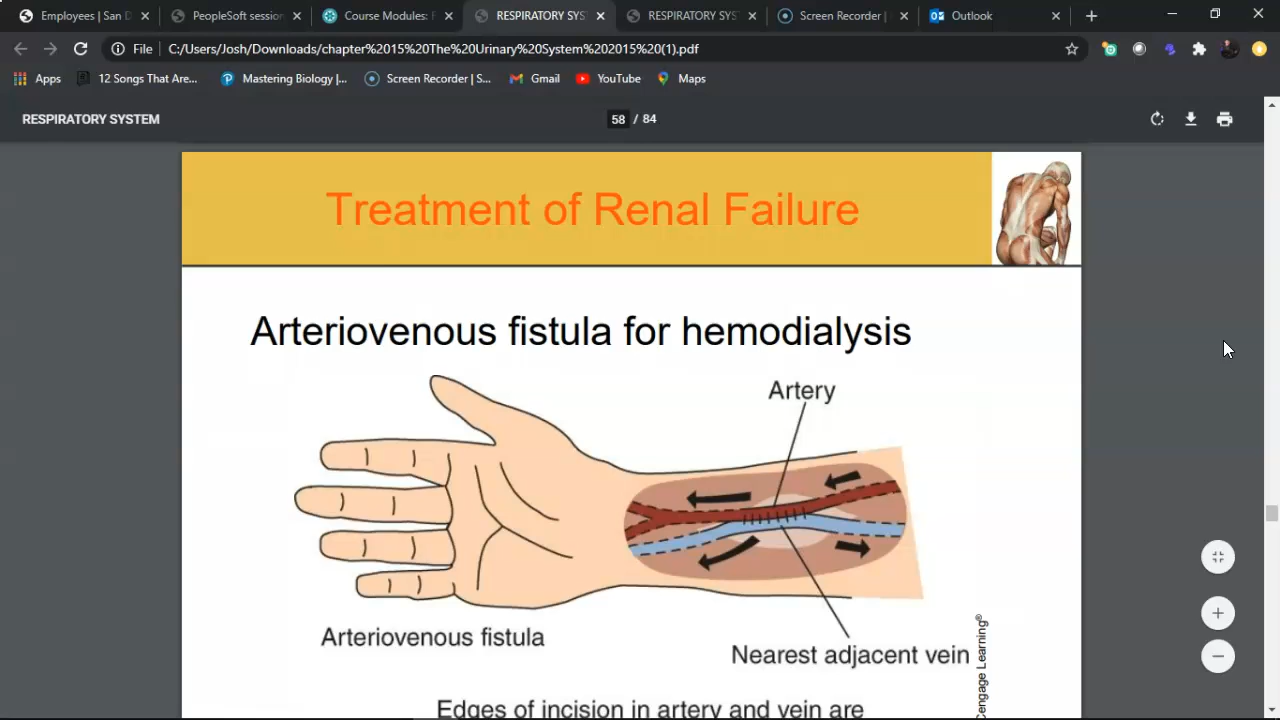 Employees | San D
PeopleSoft session
Course Modules: F
RESPIRATORY SYS
RESPIRATORY SYS
Screen Recorder |
Outlook
File
C:/Users/Josh/Downloads/chapter%2015%20The%20Urinary%20System%202015%20(1).pdf
Apps
12 Songs That Are...
Mastering Biology |...
Screen Recorder | S...
Gmail
YouTube
Maps
RESPIRATORY SYSTEM
58 / 84
Treatment of Renal Failure
Arteriovenous fistula for hemodialysis
Artery
Arteriovenous fistula
Nearest adjacent vein
Cengage Learning®
Edges of incision in artery and vein are